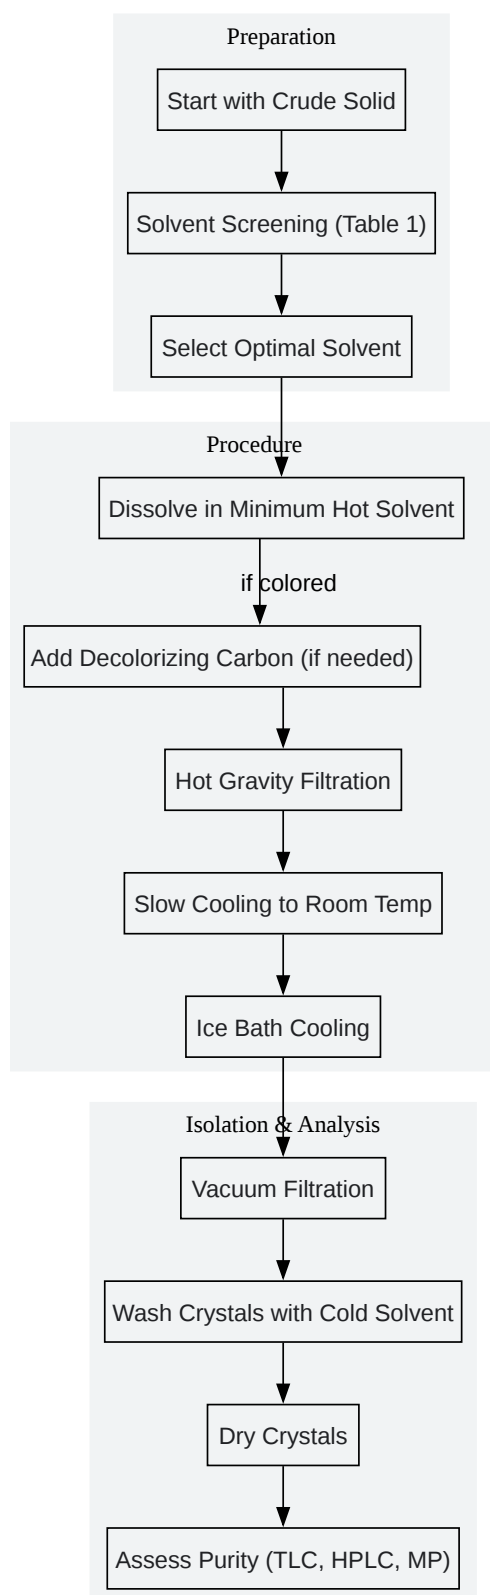 Preparation
Start with Crude Solid
Solvent Screening (Table 1)
Select Optimal Solvent
Procedure
Dissolve in Minimum Hot Solvent
if colored
Add Decolorizing Carbon (if needed)
Hot Gravity Filtration
Slow Cooling to Room Temp
Ice Bath Cooling
Isolation & Analysis
Vacuum Filtration
Wash Crystals with Cold Solvent
Dry Crystals
Assess Purity (TLC, HPLC, MP)